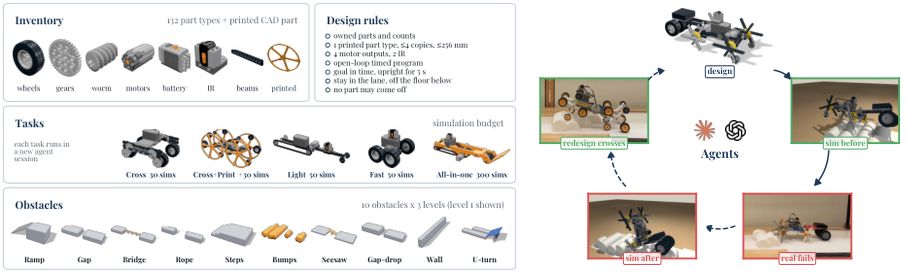 Inventory
132 part types + printed CAD part
wheels
gears
worm
motors
battery
IR
beams
printed
Design rules
owned parts and counts
1 printed part type, ≤4 copies, ≤256 mm
4 motor outputs, 2 IR
open-loop timed program
goal in time, upright for 5 s
stay in the lane, off the floor below
no part may come off
Tasks
simulation budget
each task runs in
a new agent
session
Cross 30 sims
Cross+Print +30 sims
Light 50 sims
Fast 50 sims
All-in-one 300 sims
Obstacles
10 obstacles x 3 levels (level 1 shown)
Ramp
Gap
Bridge
Rope
Steps
Bumps
Seesaw
Gap-drop
Wall
U-turn
design
redesign crosses
Agents
sim before
sim after
real fails